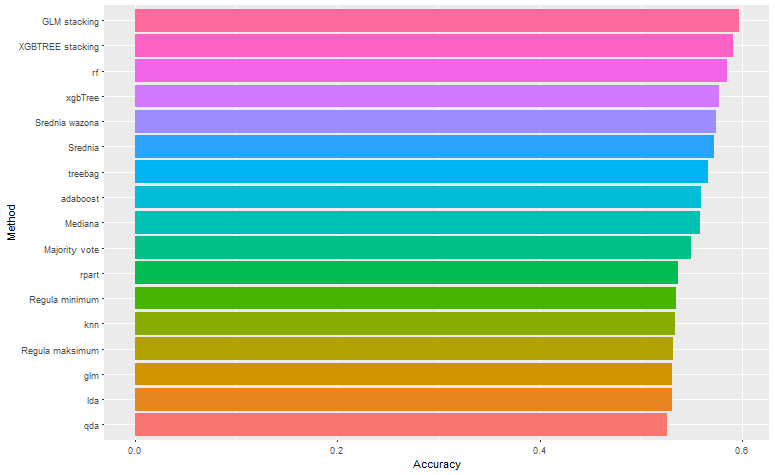 GLM stacking
XGBTREE stacking
rf
xgbTree
Srednia wazona
Srednia
treebag
adaboost
Mediana
Majority vote
rpart
Regula minimum
knn
Regula maksimum
glm
lda
qda
Method
0.0 0.2 0.4 0.6
Accuracy